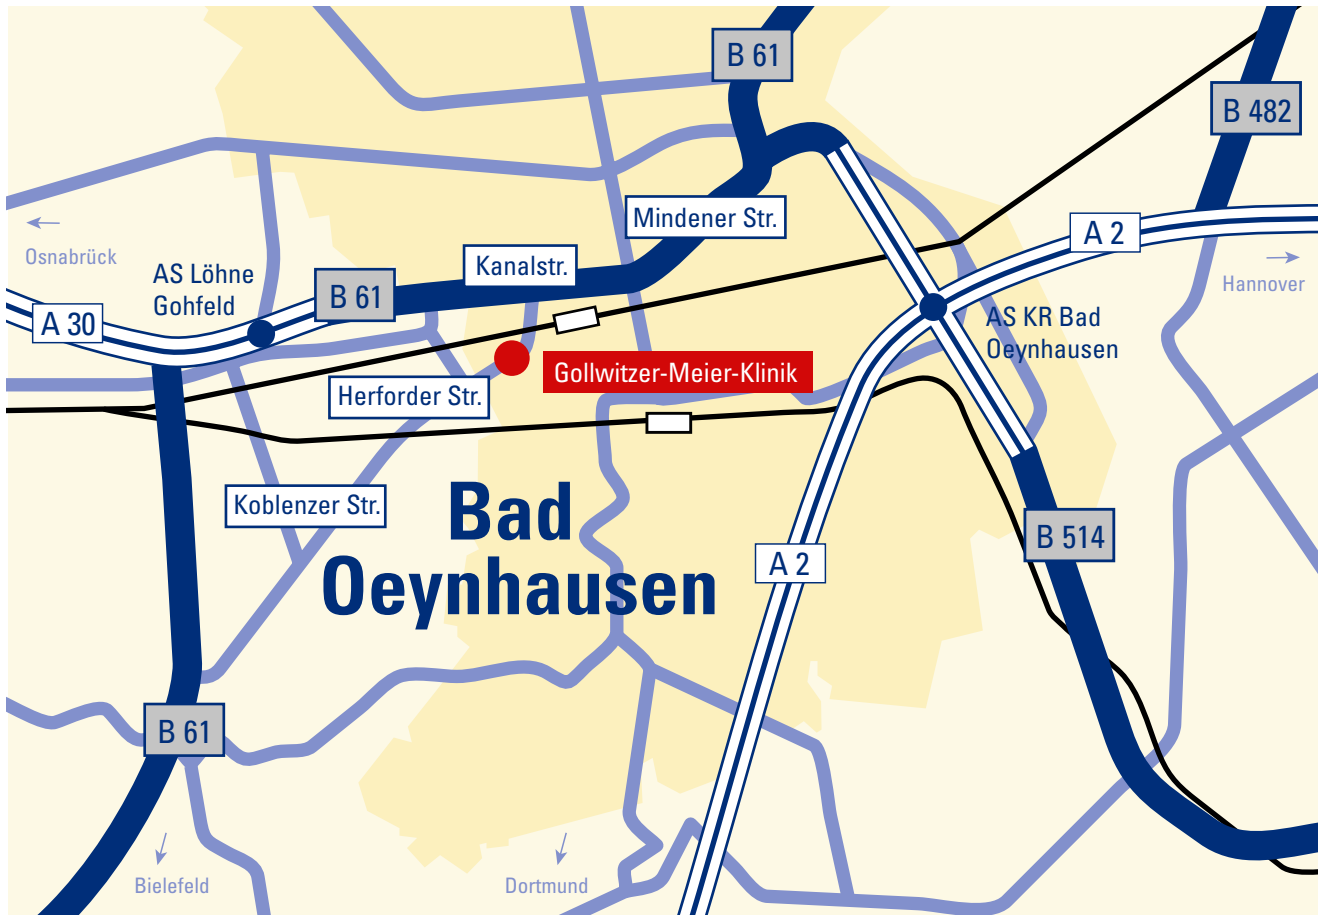 B 61
B 482
Mindener Str.
A 2
Osnabrück
Kanalstr.
AS Löhne
Gohfeld
B 61
Hannover
A 30
AS KR Bad
Oeynhausen
Gollwitzer-Meier-Klinik
Herforder Str.
Koblenzer Str.
Bad
Oeynhausen
B 514
A 2
B 61
Bielefeld
Dortmund